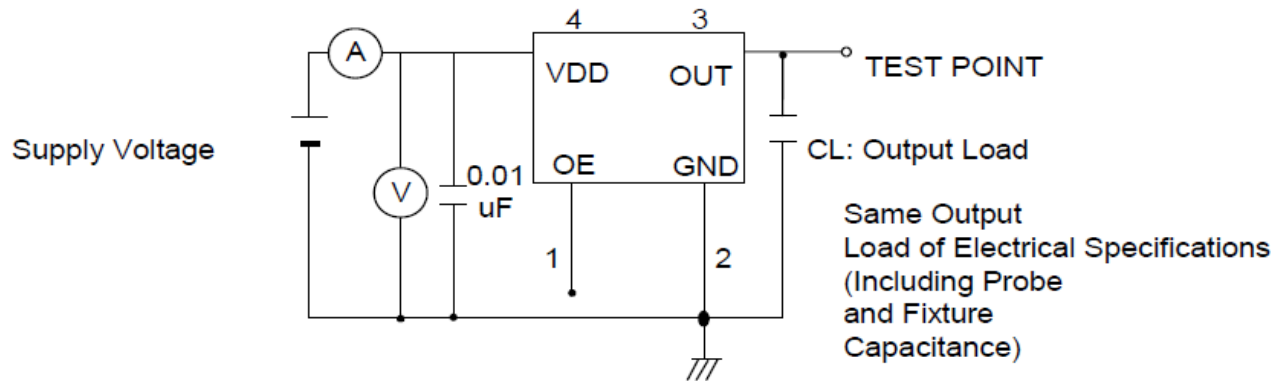 4
3
A
VDD
OUT
TEST POINT
Supply Voltage
CL: Output Load
OE
GND
V
0.01
uF
1
2
Same Output
Load of Electrical Specifications
(Including Probe
and Fixture
Capacitance)